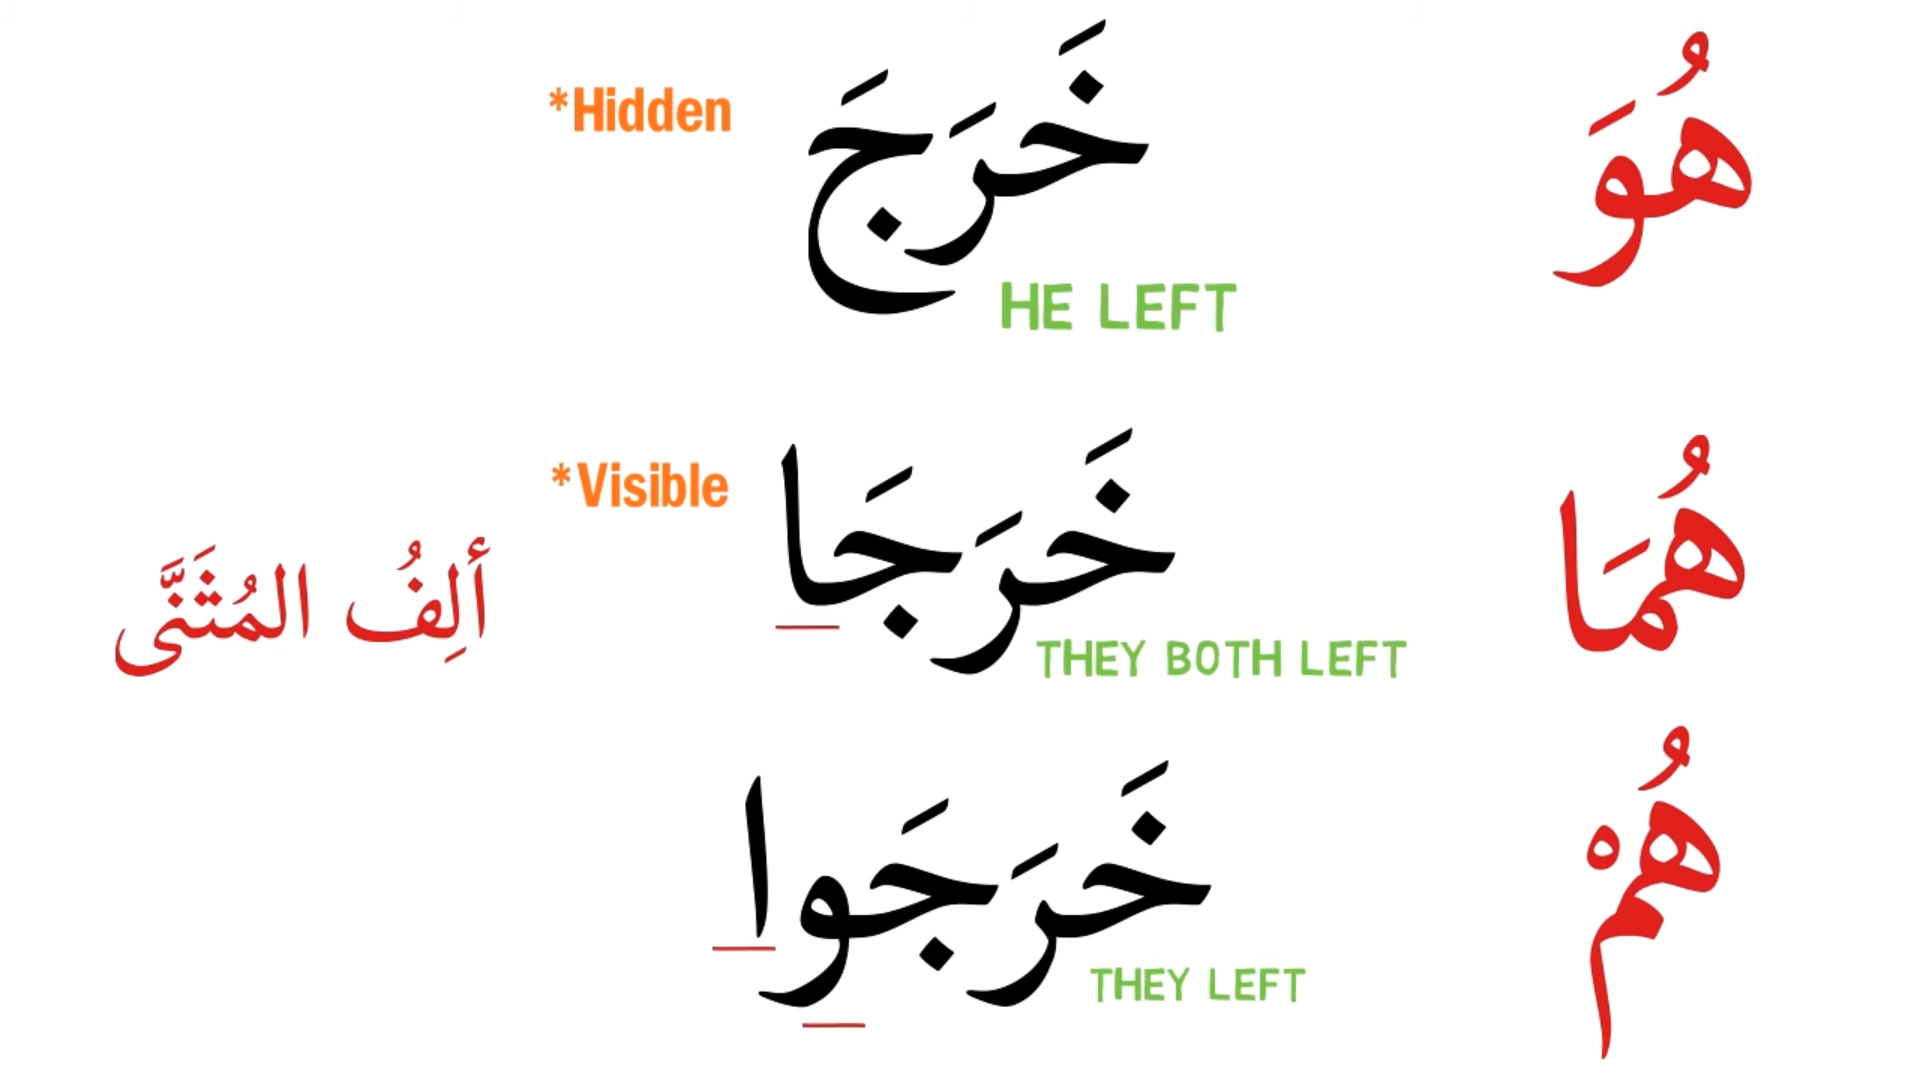 هُوَ
خَرَجَ
*Hidden
HE LEFT
هُمَا
خَرَجَا
*Visible
أَلِفُ المُثَنَّى
THEY BOTH LEFT
هُمْ
خَرَجَوا
THEY LEFT